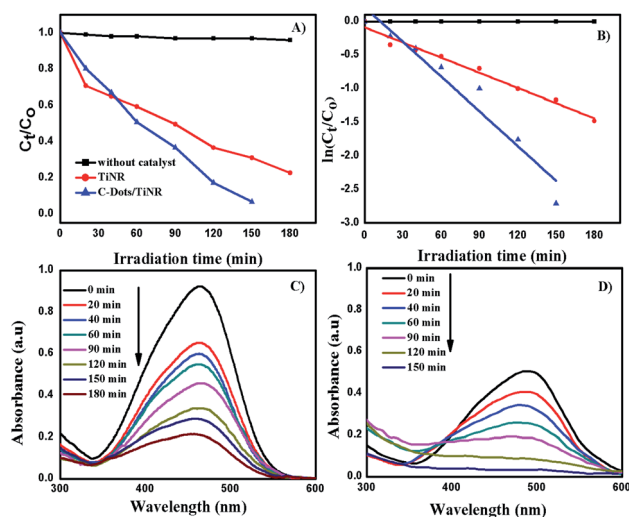 A)
1.0
0.8
0.6
0.4
0.2
0.0
Ct/Co
without catalyst
TiNR
C-Dots/TiNR
0 30 60 90 120 150 180
Irradiation time (min)
B)
0.0
-0.5
-1.0
-1.5
-2.0
-2.5
-3.0
ln(Ct/Co)
0 30 60 90 120 150 180
Irradiation time (min)
C)
1.0
0.8
0.6
0.4
0.2
0.0
Absorbance (a.u)
0 min
20 min
40 min
60 min
90 min
120 min
150 min
180 min
300 400 500 600
Wavelength (nm)
D)
1.0
0.8
0.6
0.4
0.2
0.0
Absorbance (a.u)
0 min
20 min
40 min
60 min
90 min
120 min
150 min
300 400 500 600
Wavelength (nm)